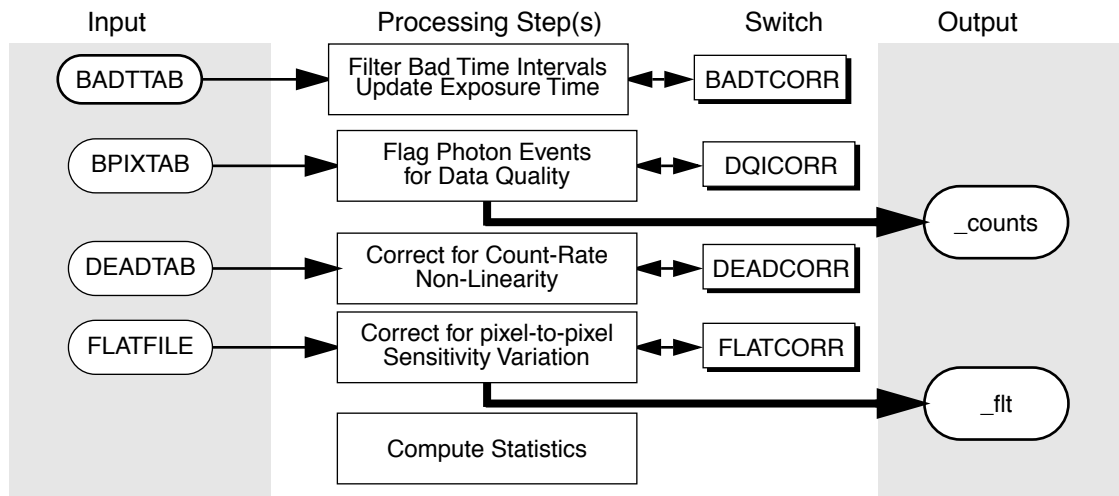 Input
Processing Step(s)
Switch
Output
BADTTAB
Filter Bad Time Intervals
Update Exposure Time
BADTCORR
BPIXTAB
Flag Photon Events
for Data Quality
DQICORR
_counts
DEADTAB
Correct for Count-Rate
Non-Linearity
DEADCORR
FLATFILE
Correct for pixel-to-pixel
Sensitivity Variation
FLATCORR
_flt
Compute Statistics